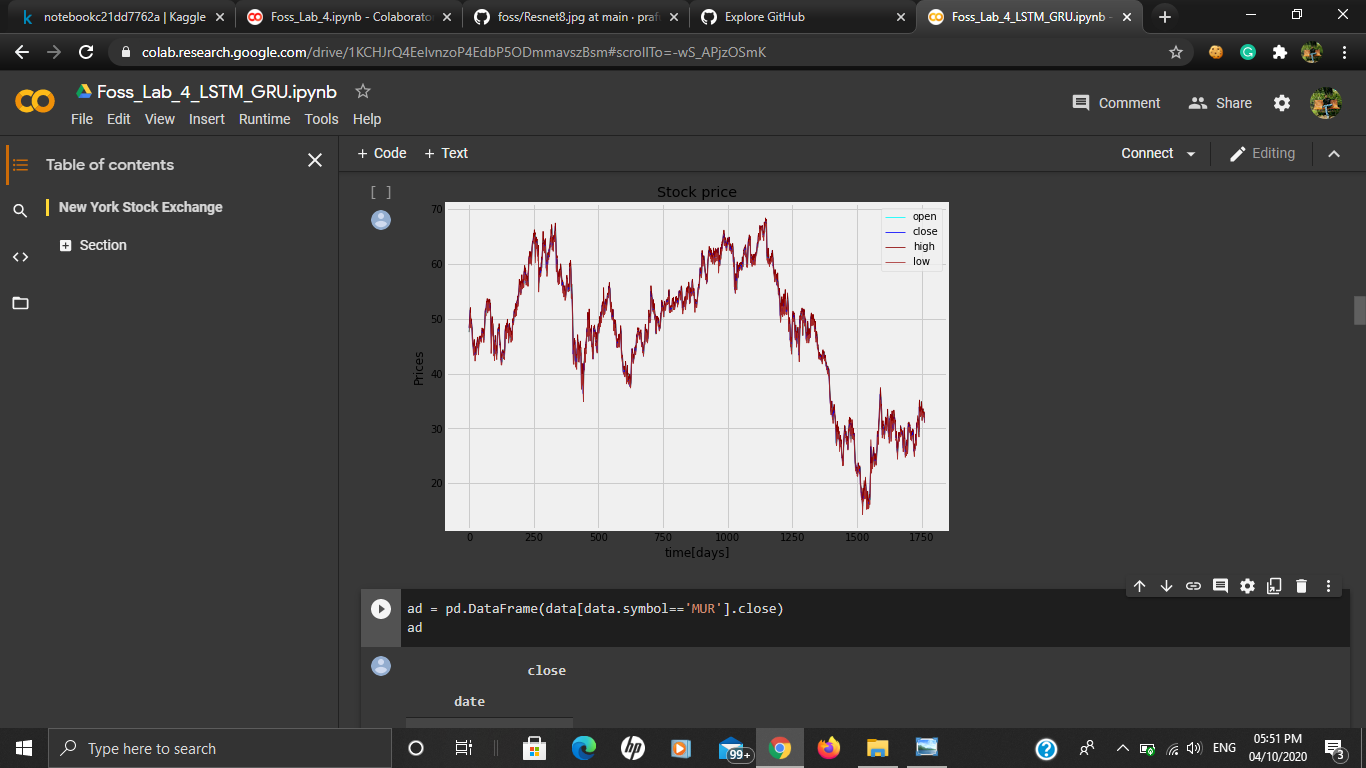 notebookc21dd7762a | Kaggle
Foss_Lab_4.ipynb - Colaborato
foss/Resnet8.jpg at main · praf
Explore GitHub
Foss_Lab_4_LSTM_GRU.ipynb -
colab.research.google.com/drive/1KCHJrQ4EelvnzoP4EdbP5ODmmavszBsm#scrollTo=-wS_APjzOSmK
Foss_Lab_4_LSTM_GRU.ipynb
Comment Share
File Edit View Insert Runtime Tools Help
Table of contents
+ Code + Text
Connect Editing
New York Stock Exchange
Section
[ ]
Stock price
70
60
50
40
30
20
Prices
open
close
high
low
0 250 500 750 1000 1250 1500 1750
time[days]
ad = pd.DataFrame(data[data.symbol=='MUR'].close)
ad
close
date
Type here to search
99+
ENG
05:51 PM
04/10/2020
3